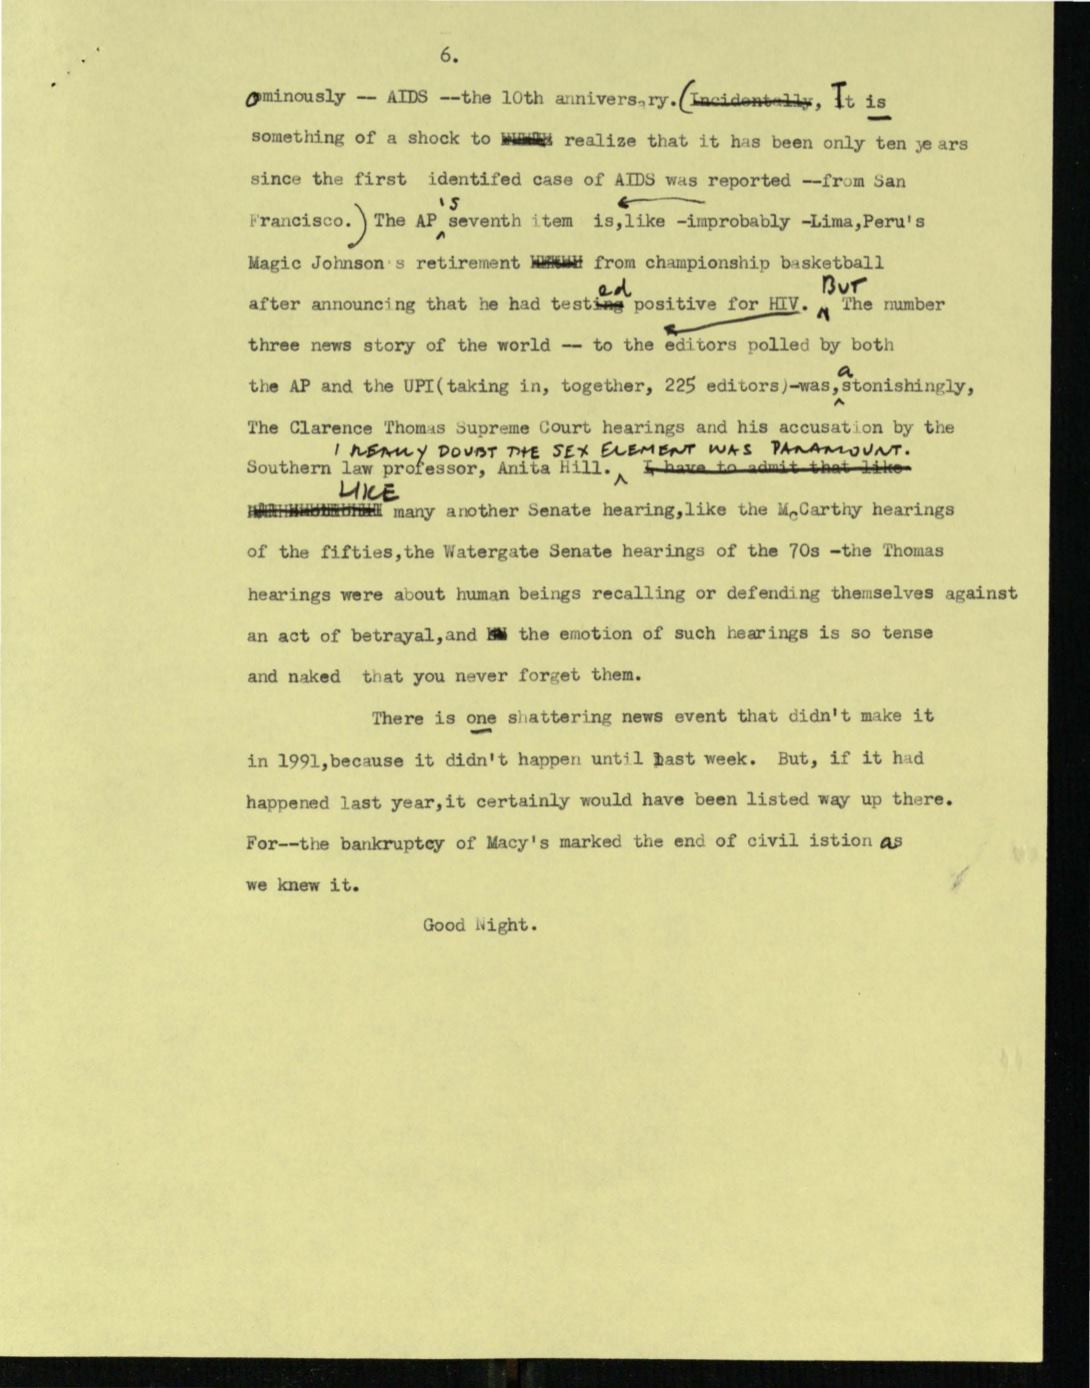 6.
ominously -- AIDS --the 10th anniversary. (Incidentally, It is
something of a shock to realize that it has been only ten years
since the first identifed case of AIDS was reported --from San
Francisco.) The AP's seventh item is,like -improbably -Lima,Peru's
Magic Johnson's retirement from championship basketball
after announcing that he had tested positive for HIV. BUT The number
three news story of the world -- to the editors polled by both
the AP and the UPI(taking in, together, 225 editors)-was,astonishingly,
The Clarence Thomas Supreme Court hearings and his accusation by the
I REALLY DOUBT THE SEX ELEMENT WAS PARAMOUNT.
Southern law professor, Anita Hill. I have to admit that like
LIKE
many another Senate hearing,like the McCarthy hearings
of the fifties,the Watergate Senate hearings of the 70s -the Thomas
hearings were about human beings recalling or defending themselves against
an act of betrayal,and the emotion of such hearings is so tense
and naked that you never forget them.
There is one shattering news event that didn't make it
in 1991,because it didn't happen until last week. But, if it had
happened last year,it certainly would have been listed way up there.
For--the bankruptcy of Macy's marked the end of civil istion as
we knew it.
Good Night.